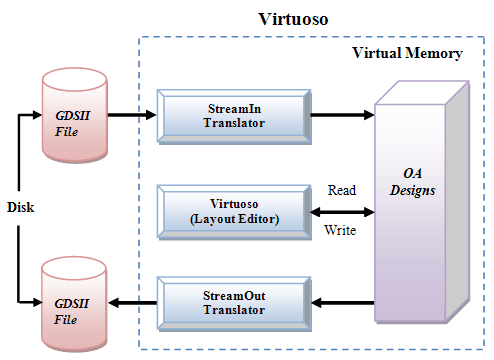 Virtuoso
Virtual Memory
GDSII
File
StreamIn
Translator
OA
Designs
Disk
Virtuoso
(Layout Editor)
Read
Write
GDSII
File
StreamOut
Translator